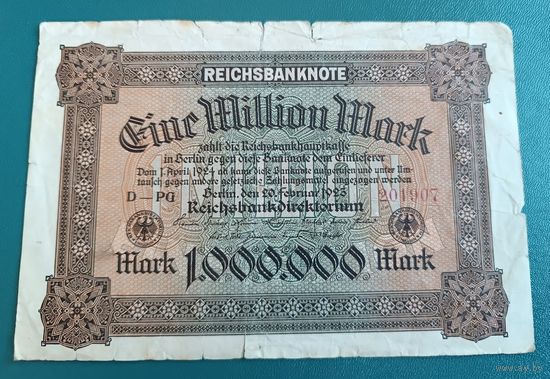 REICHSBANKNOTE
Eine Million Mark
zahlt die Reichsbankhauptkasse
in Berlin gegen diese Banknote dem Einlieferer
Vom 1. April 1924 ab kann diese Banknote aufgerufen und unter Um-
tausch gegen andere gesetzliche Zahlungsmittel eingezogen werden
Berlin, den 20. Februar 1923
D-PG 201907
Reichsbankdirektorium
Mark 1.000.000 Mark